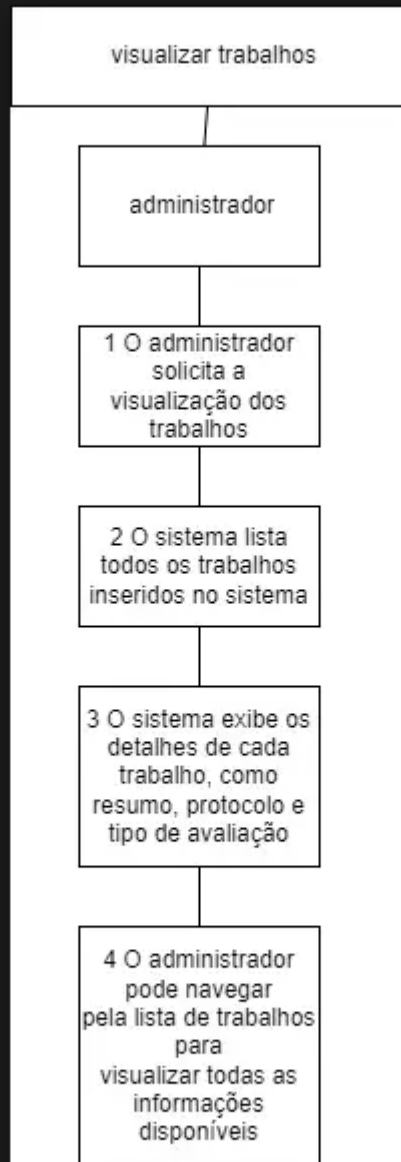 visualizar trabalhos
administrador
1 O administrador
solicita a
visualização dos
trabalhos
2 O sistema lista
todos os trabalhos
inseridos no sistema
3 O sistema exibe os
detalhes de cada
trabalho, como
resumo, protocolo e
tipo de avaliação
4 O administrador
pode navegar
pela lista de trabalhos
para
visualizar todas as
informações
disponíveis